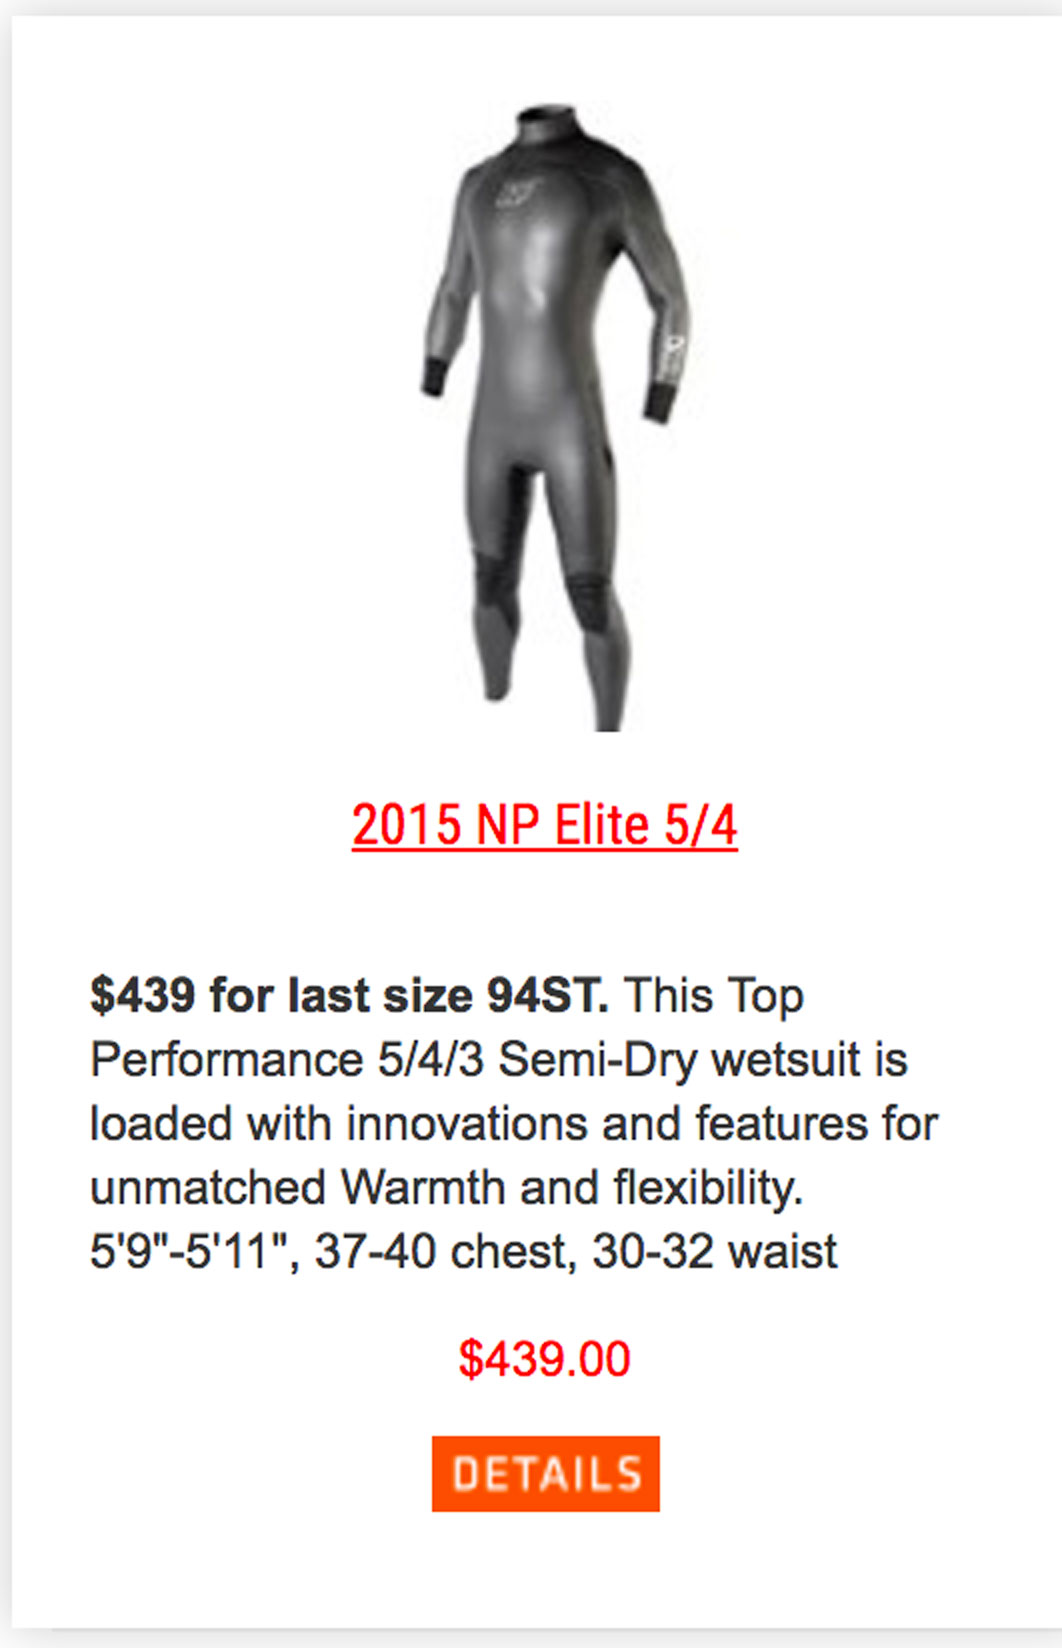 2015 NP Elite 5/4
$439 for last size 94ST. This Top
Performance 5/4/3 Semi-Dry wetsuit is
loaded with innovations and features for
unmatched Warmth and flexibility.
5'9"-5'11", 37-40 chest, 30-32 waist
$439.00
DETAILS